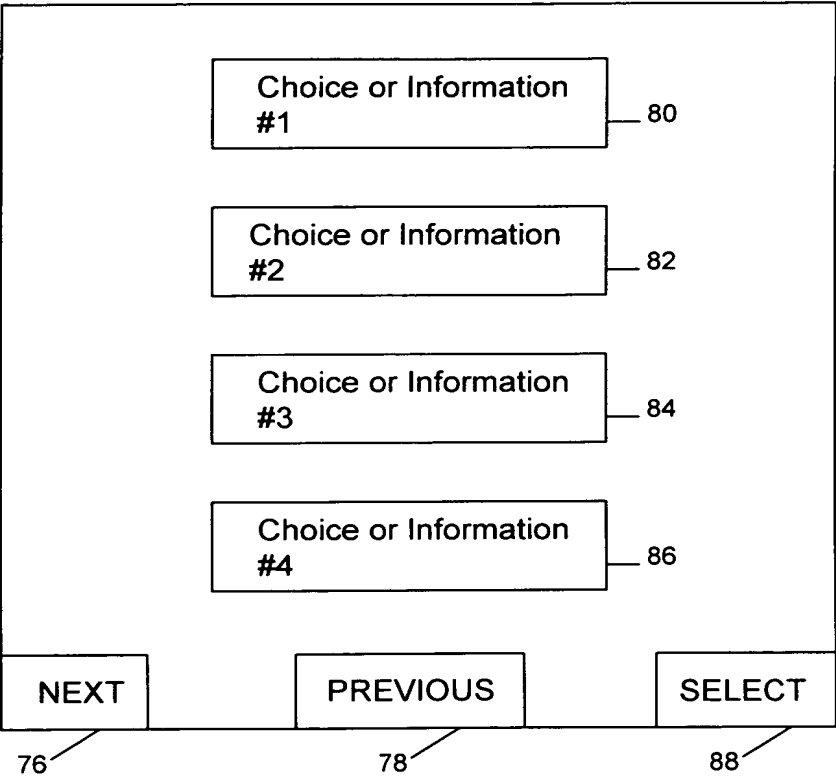 Choice or Information
#1
80
Choice or Information
#2
82
Choice or Information
#3
84
Choice or Information
#4
86
NEXT PREVIOUS SELECT
76 78 88